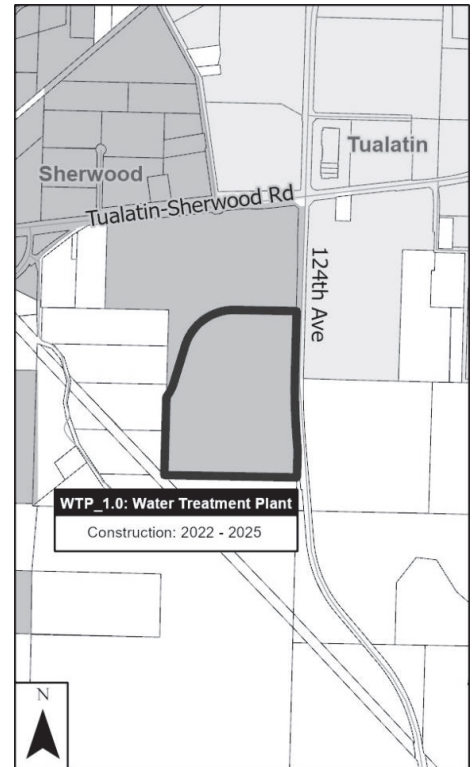 Tualatin
Sherwood
Tualatin-Sherwood Rd
124th Ave
WTP_1.0: Water Treatment Plant
Construction: 2022 - 2025
N